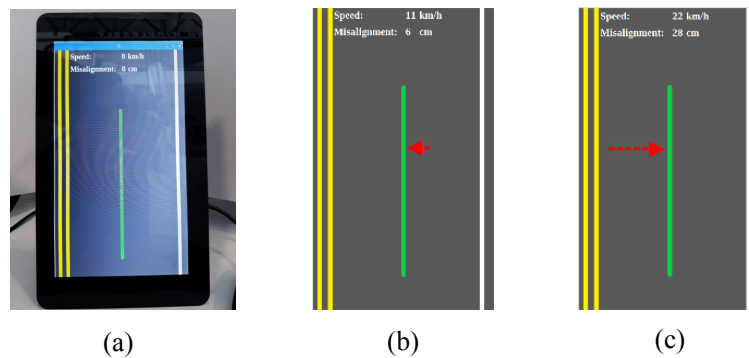 Speed: 0 km/h
Misalignment: 0 cm
Speed: 11 km/h
Misalignment: 6 cm
Speed: 22 km/h
Misalignment: 28 cm
(a)
(b)
(c)